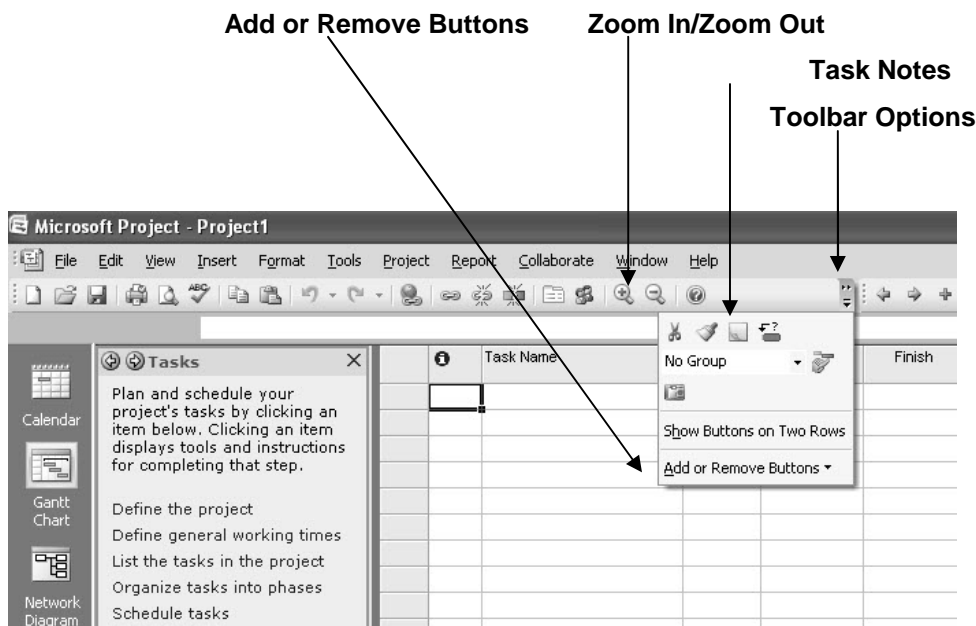 Add or Remove Buttons Zoom In/Zoom Out
Task Notes
Toolbar Options
Microsoft Project - Project1
File Edit View Insert Format Tools Project Report Collaborate Window Help
ABC
?
No Group
Show Buttons on Two Rows
Add or Remove Buttons
Task Name Finish
Calendar
Gantt
Chart
Network
Diagram
Tasks
Plan and schedule your
project's tasks by clicking an
item below. Clicking an item
displays tools and instructions
for completing that step.
Define the project
Define general working times
List the tasks in the project
Organize tasks into phases
Schedule tasks